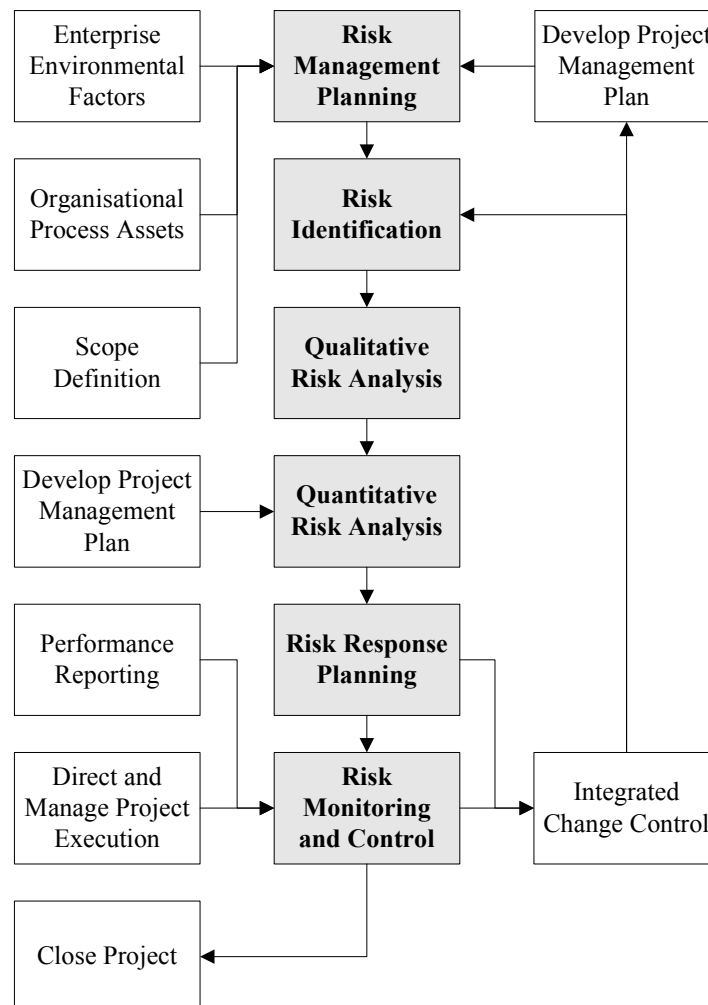 Enterprise
Environmental
Factors
Risk
Management
Planning
Develop Project
Management
Plan
Organisational
Process Assets
Risk
Identification
Scope
Definition
Qualitative
Risk Analysis
Develop Project
Management
Plan
Quantitative
Risk Analysis
Performance
Reporting
Risk Response
Planning
Direct and
Manage Project
Execution
Risk
Monitoring
and Control
Integrated
Change Control
Close Project